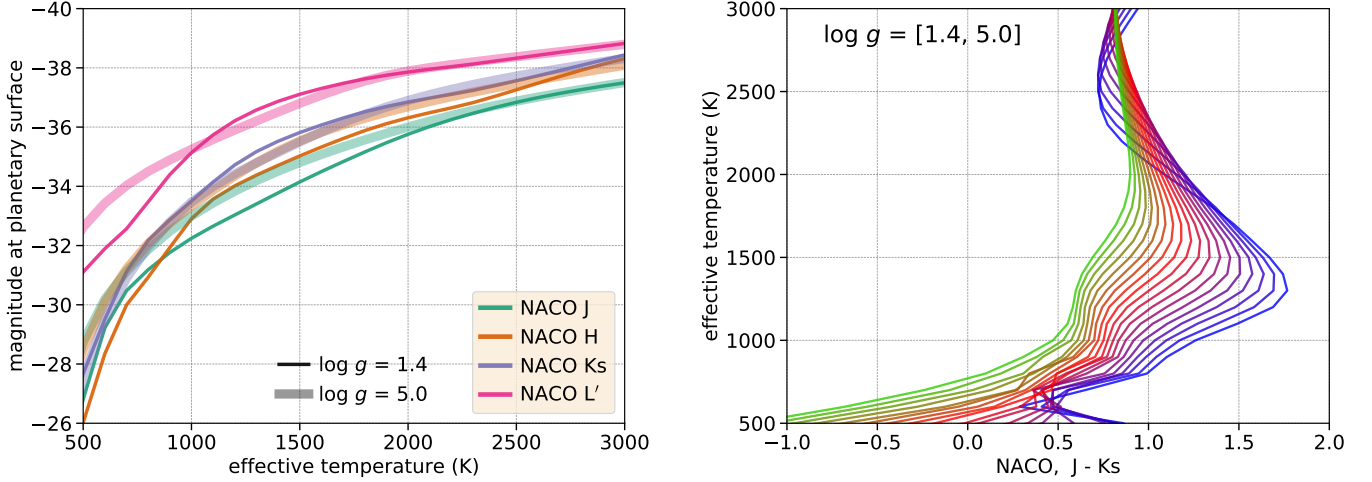 −40
−38
−36
−34
−32
−30
−28
−26
magnitude at planetary surface
500
1000
1500
2000
2500
3000
effective temperature (K)
log g = 1.4
log g = 5.0
NACO J
NACO H
NACO Ks
NACO L′
3000
2500
2000
1500
1000
500
effective temperature (K)
log g = [1.4, 5.0]
−1.0
−0.5
0.0
0.5
1.0
1.5
2.0
NACO, J - Ks